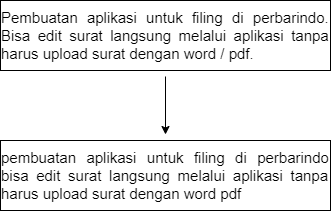 Pembuatan aplikasi untuk filing di perbarindo.
Bisa edit surat langsung melalui aplikasi tanpa
harus upload surat dengan word / pdf.
pembuatan aplikasi untuk filing di perbarindo
bisa edit surat langsung melalui aplikasi tanpa
harus upload surat dengan word pdf